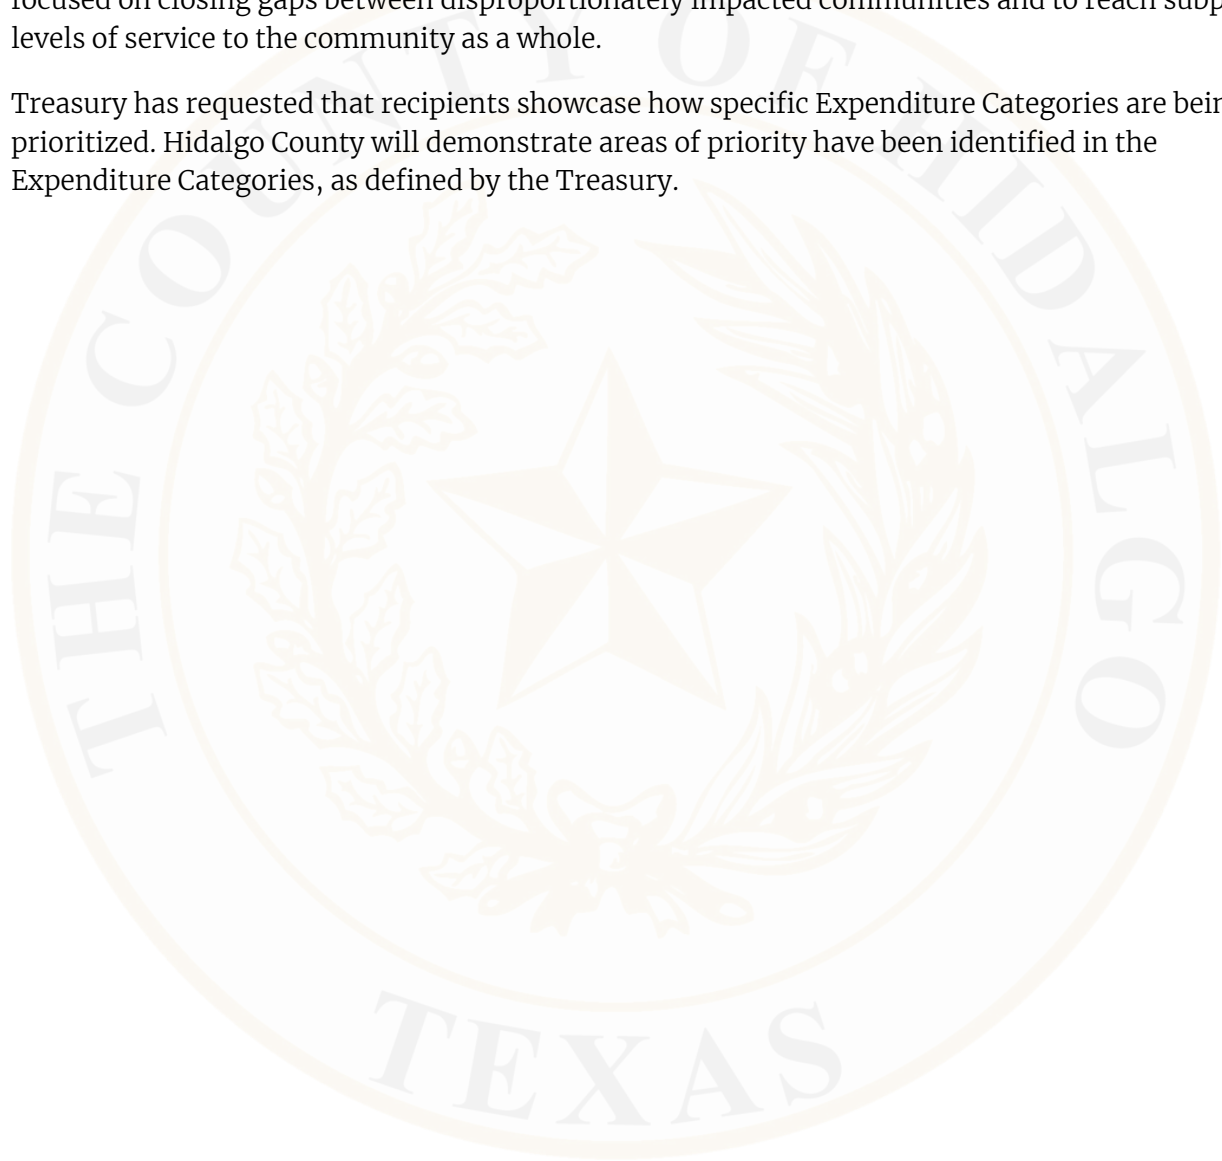 focused on closing gaps between disproportionately impacted communities and to reach
levels of service to the community as a whole.
Treasury has requested that recipients showcase how specific Expenditure Categories are
prioritized. Hidalgo County will demonstrate areas of priority have been identified in the
Expenditure Categories, as defined by the Treasury.
THE COUNTY OF HIDALGO
TEXAS